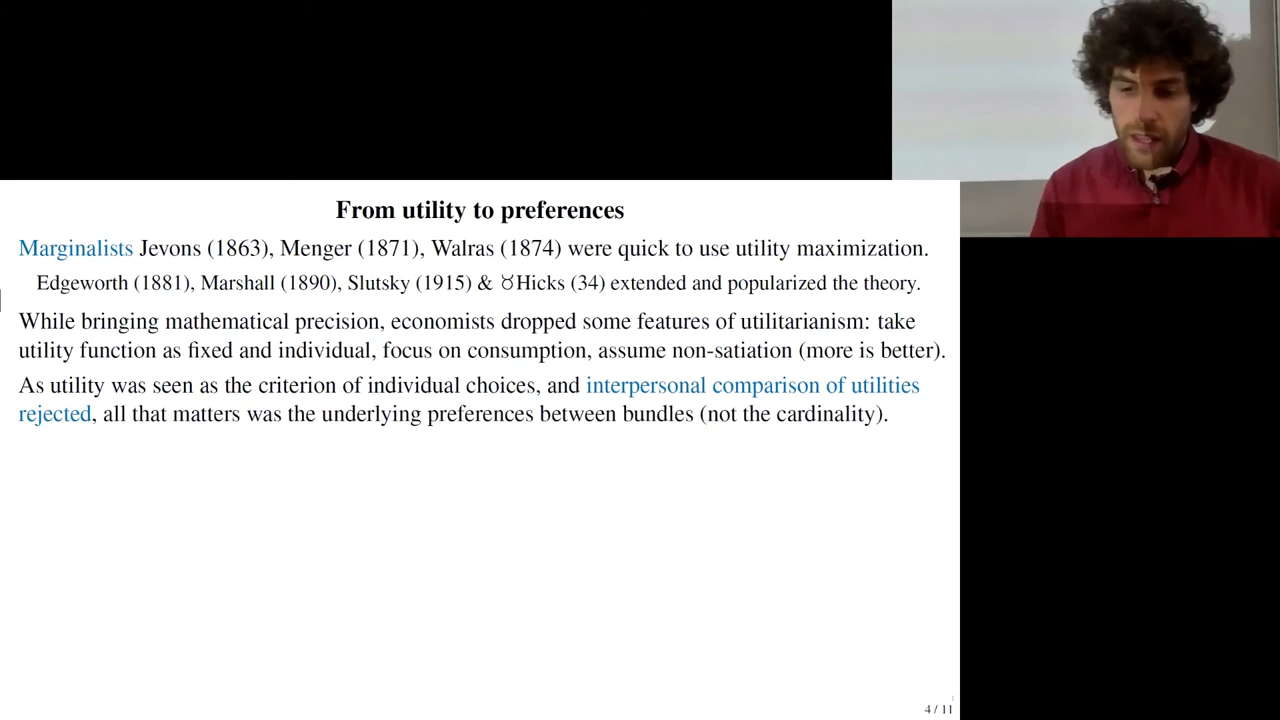 From utility to preferences
Marginalists Jevons (1863), Menger (1871), Walras (1874) were quick to use utility maximization.
Edgeworth (1881), Marshall (1890), Slutsky (1915) & ♉Hicks (34) extended and popularized the theory.
While bringing mathematical precision, economists dropped some features of utilitarianism: take
utility function as fixed and individual, focus on consumption, assume non-satiation (more is better).
As utility was seen as the criterion of individual choices, and interpersonal comparison of utilities
rejected, all that matters was the underlying preferences between bundles (not the cardinality).
4 / 11